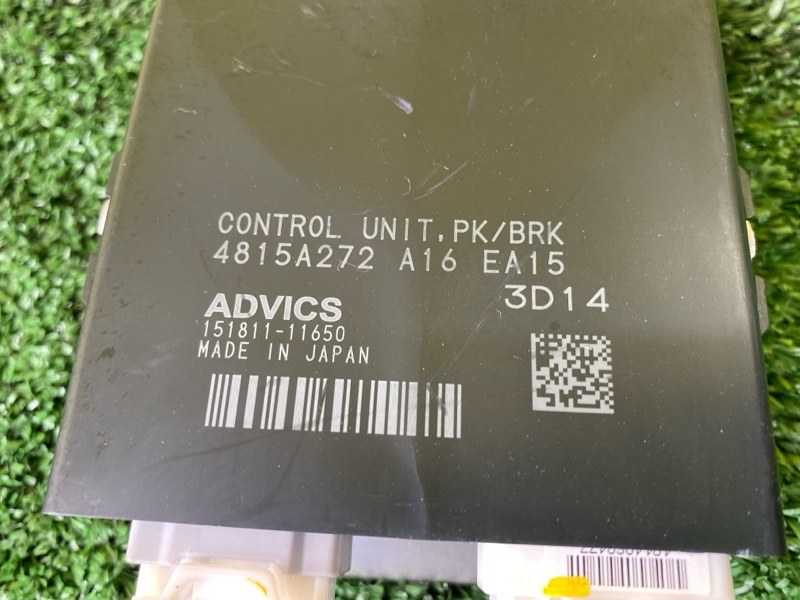 CONTROL UNIT, PK/BRK
4815A272 A16 EA15
3D14
ADVICS
151811-11650
MADE IN JAPAN